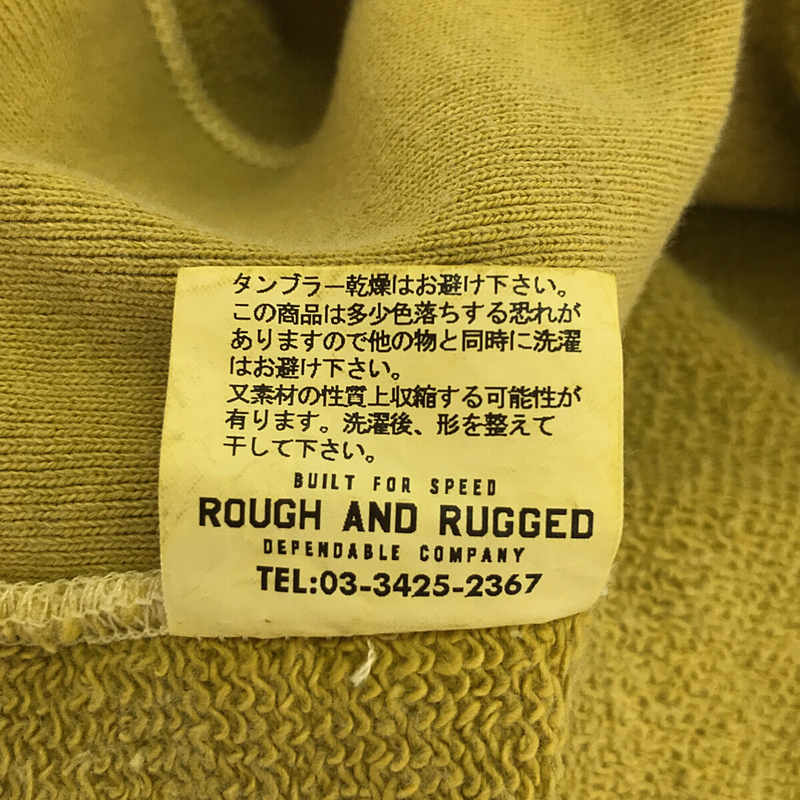 タンブラー乾燥はお避け下さい。
この商品は多少色落ちする恐れが
ありますので他の物と同時に洗濯
はお避け下さい。
又素材の性質上収縮する可能性が
有ります。洗濯後、形を整えて
干して下さい。
BUILT FOR SPEED
ROUGH AND RUGGED
DEPENDABLE COMPANY
TEL:03-3425-2367